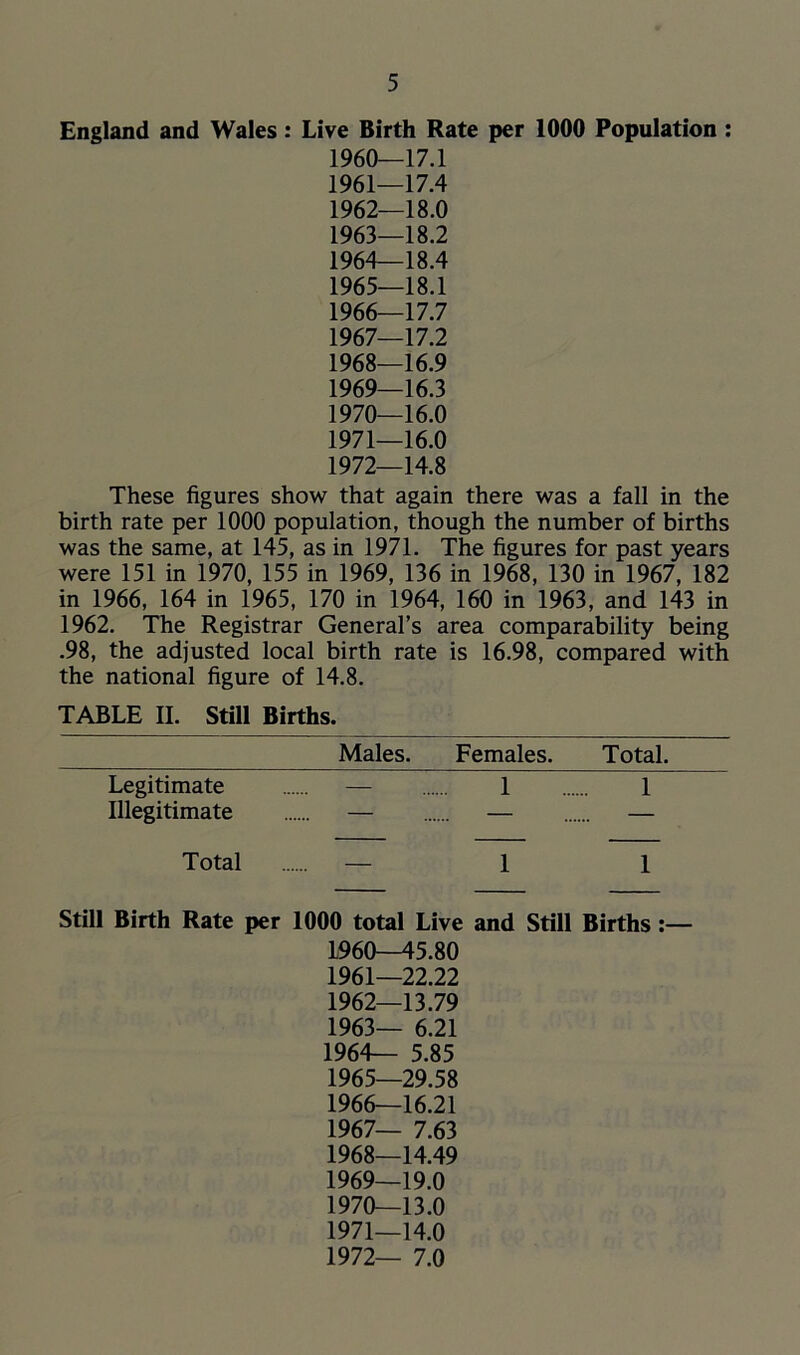 5
England and Wales : Live Birth Rate per 1000 Population :
1960—17.1
1961—17.4
1962—18.0
1963—18.2
1964—18.4
1965—18.1
1966—17.7
1967—17.2
1968—16.9
1969—16.3
1970—16.0
1971—16.0
1972—14.8
These figures show that again there was a fall in the
birth rate per 1000 population, though the number of births
was the same, at 145, as in 1971. The figures for past years
were 151 in 1970, 155 in 1969, 136 in 1968, 130 in 1967, 182
in 1966, 164 in 1965, 170 in 1964, 160 in 1963, and 143 in
1962. The Registrar General's area comparability being
.98, the adjusted local birth rate is 16.98, compared with
the national figure of 14.8.
TABLE II. Still Births.
Males. Females. Total.
Legitimate ...... — ...... 1 ...... 1
Illegitimate ...... — ...... — ...... —
Total ...... — 1 1
Still Birth Rate per 1000 total Live and Still Births :—
1960—45.80
1961—22.22
1962—13.79
1963— 6.21
1964— 5.85
1965—29.58
1966—16.21
1967— 7.63
1968—14.49
1969—19.0
1970—13.0
1971—14.0
1972— 7.0